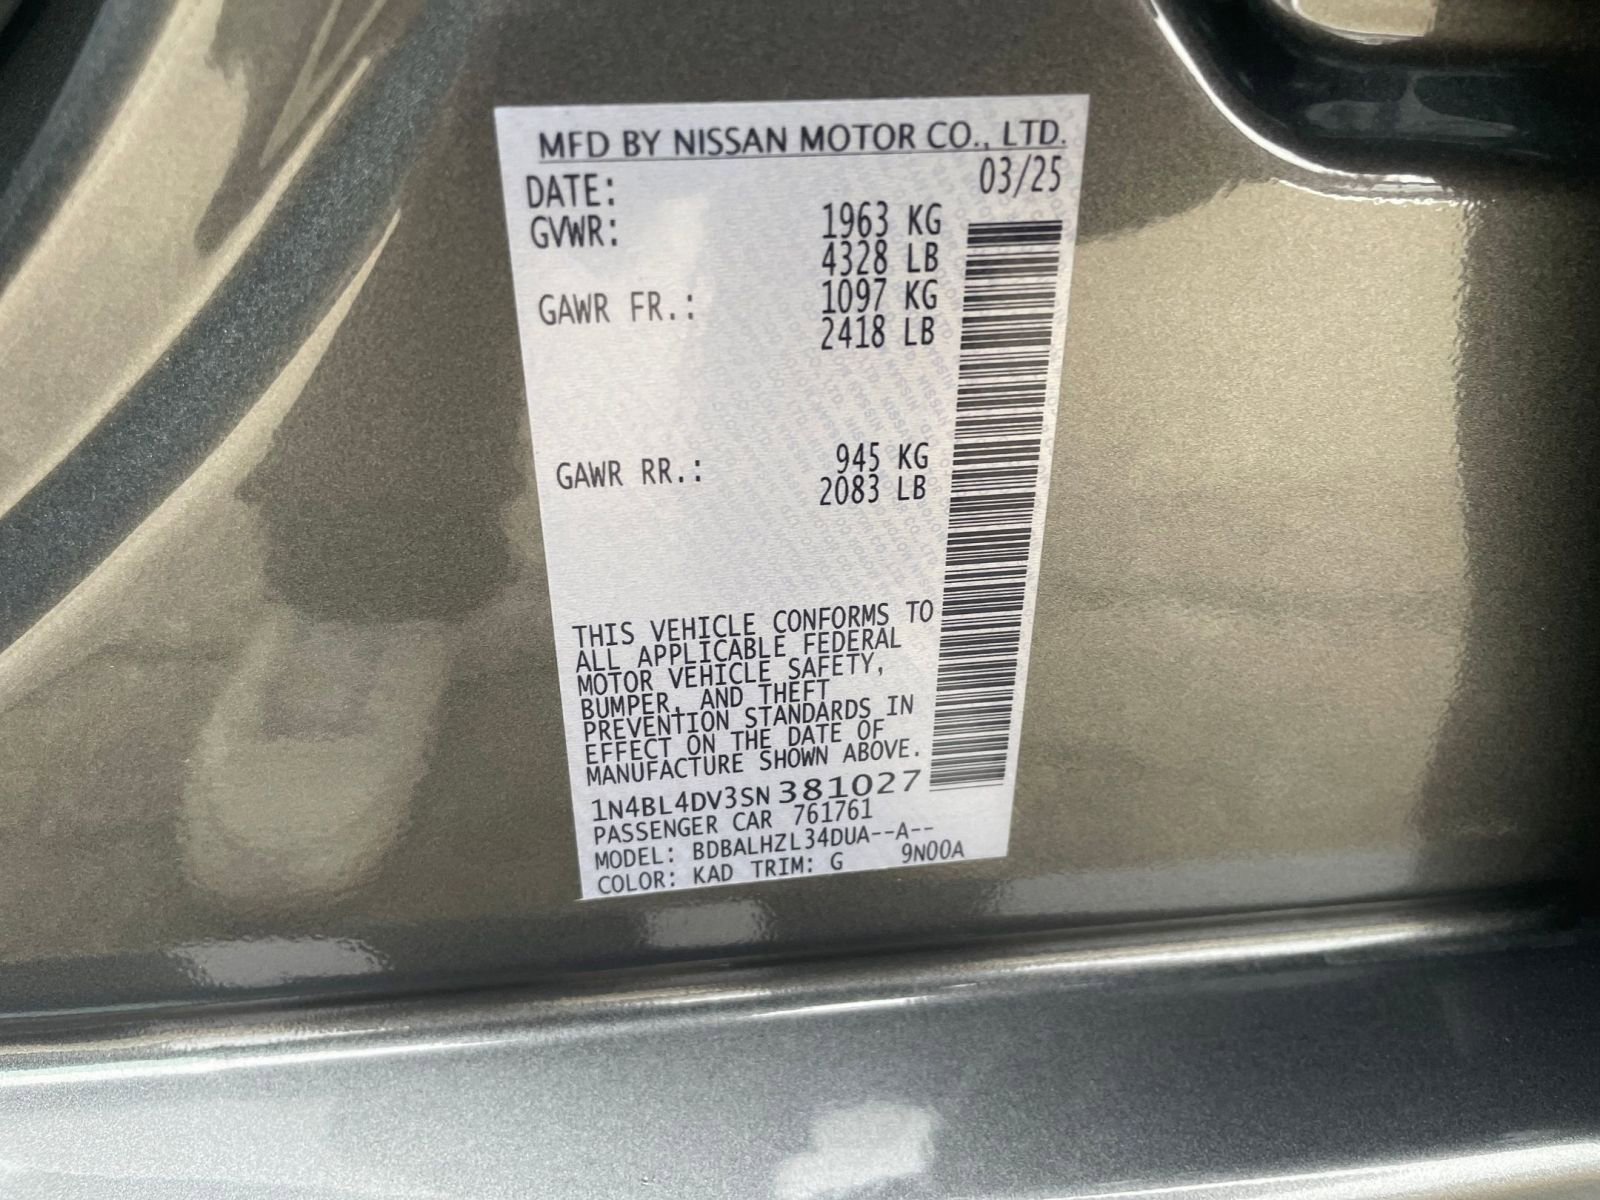 MFD BY NISSAN MOTOR CO., LTD.
DATE: 03/25
GVWR: 1963 KG
4328 LB
GAWR FR.: 1097 KG
2418 LB
GAWR RR.: 945 KG
2083 LB
THIS VEHICLE CONFORMS TO
ALL APPLICABLE FEDERAL
MOTOR VEHICLE SAFETY,
BUMPER, AND THEFT
PREVENTION STANDARDS IN
EFFECT ON THE DATE OF
MANUFACTURE SHOWN ABOVE.
1N4BL4DV3SN381027
PASSENGER CAR 761761
MODEL: BDBALHZL34DUA--A--
COLOR: KAD TRIM: G 9N00A